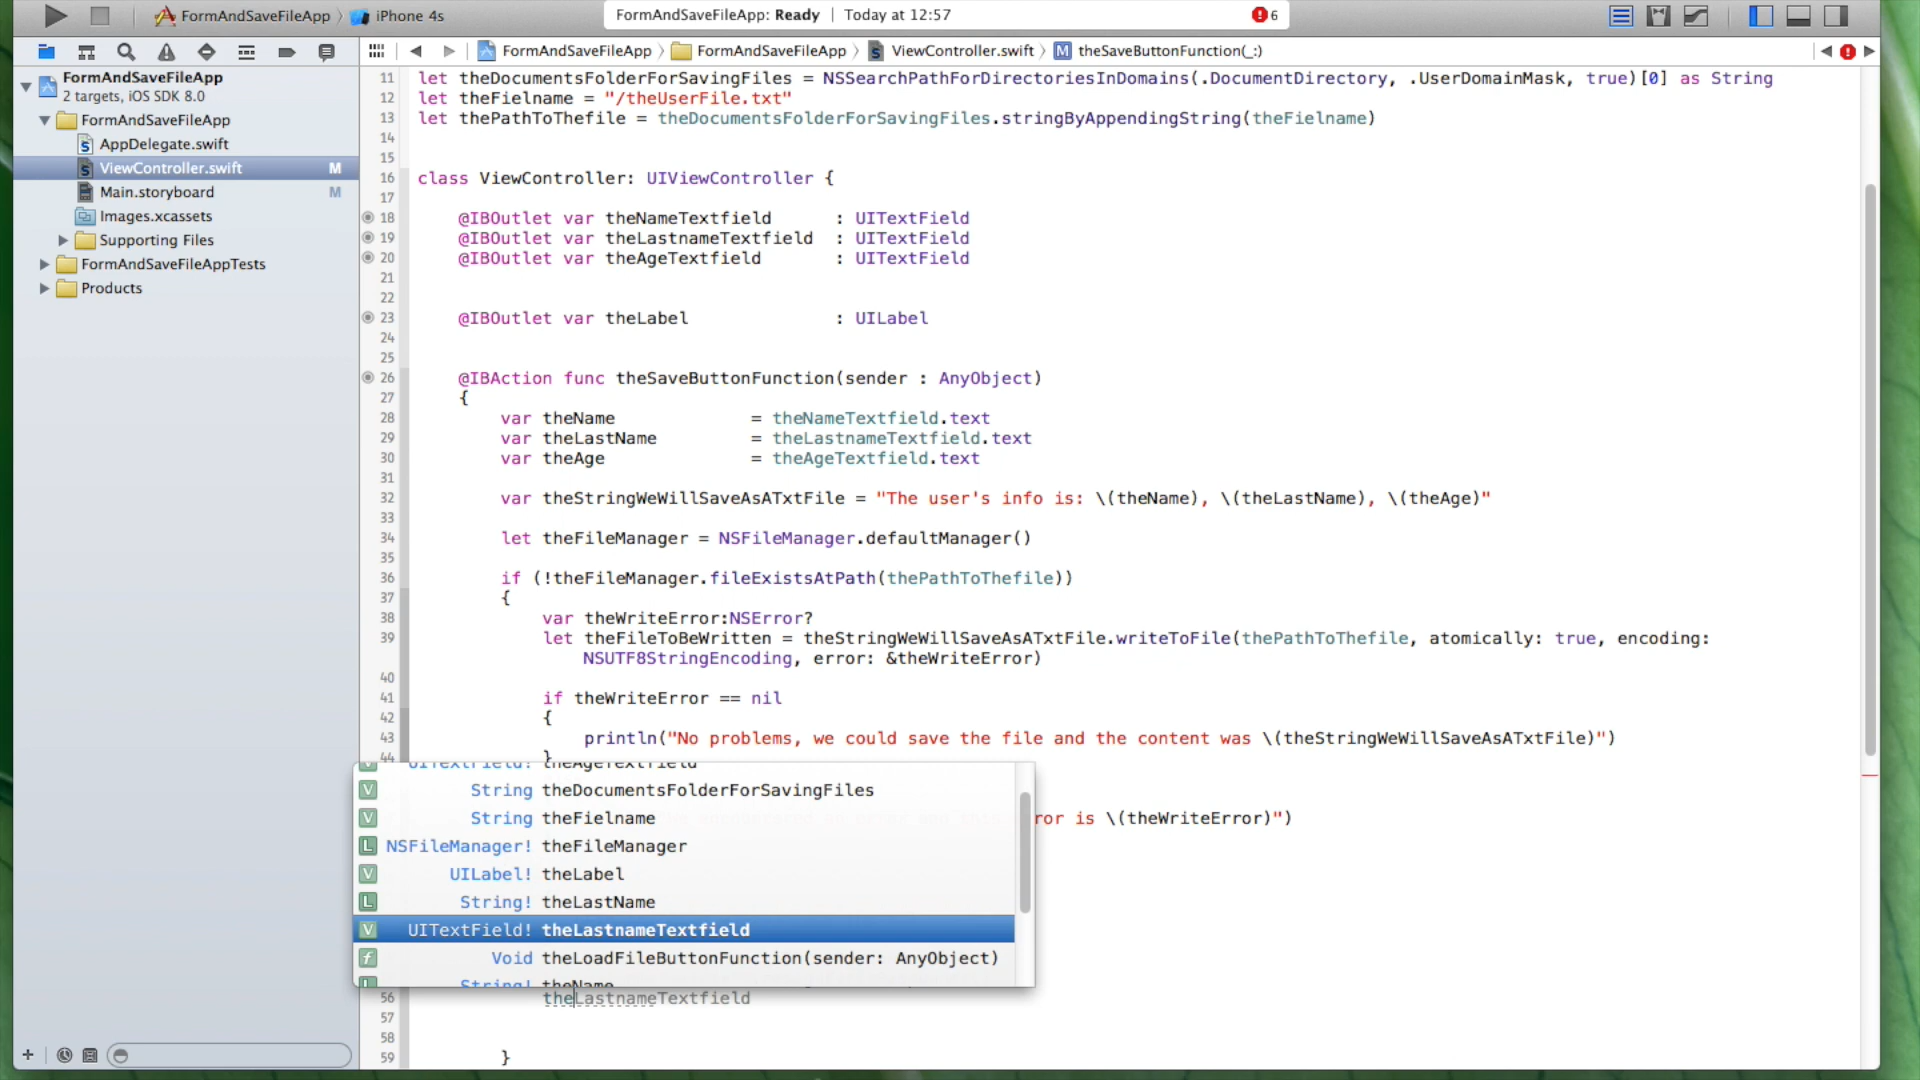 FormAndSaveFileApp
iPhone 4s
FormAndSaveFileApp: Ready
Today at 12:57
6
FormAndSaveFileApp
FormAndSaveFileApp
ViewController.swift
M theSaveButtonFunction(_:)
FormAndSaveFileApp
2 targets, iOS SDK 8.0
FormAndSaveFileApp
AppDelegate.swift
ViewController.swift M
Main.storyboard M
Images.xcassets
Supporting Files
FormAndSaveFileAppTests
Products
11 let theDocumentsFolderForSavingFiles = NSSearchPathForDirectoriesInDomains(.DocumentDirectory, .UserDomainMask, true)[0] as String
12 let theFielname = "/theUserFile.txt"
13 let thePathToThefile = theDocumentsFolderForSavingFiles.stringByAppendingString(theFielname)
14
15
16 class ViewController: UIViewController {
17
18 @IBOutlet var theNameTextfield : UITextField
19 @IBOutlet var theLastnameTextfield : UITextField
20 @IBOutlet var theAgeTextfield : UITextField
21
22
23 @IBOutlet var theLabel : UILabel
24
25
26 @IBAction func theSaveButtonFunction(sender : AnyObject)
27 {
28 var theName = theNameTextfield.text
29 var theLastName = theLastnameTextfield.text
30 var theAge = theAgeTextfield.text
31
32 var theStringWeWillSaveAsATxtFile = "The user's info is: \(theName), \(theLastName), \(theAge)"
33
34 let theFileManager = NSFileManager.defaultManager()
35
36 if (!theFileManager.fileExistsAtPath(thePathToThefile))
37 {
38 var theWriteError:NSError?
39 let theFileToBeWritten = theStringWeWillSaveAsATxtFile.writeToFile(thePathToThefile, atomically: true, encoding:
NSUTF8StringEncoding, error: &theWriteError)
40
41 if theWriteError == nil
42 {
43 println("No problems, we could save the file and the content was \(theStringWeWillSaveAsATxtFile)")
44 }
UITextField! theAgeTextfield
V String theDocumentsFolderForSavingFiles
V String theFielname
ror is \(theWriteError)")
L NSFileManager! theFileManager
V UILabel! theLabel
L String! theLastName
V UITextField! theLastnameTextfield
f Void theLoadFileButtonFunction(sender: AnyObject)
L String! theName
56 theLastnameTextfield
57
58
59 }